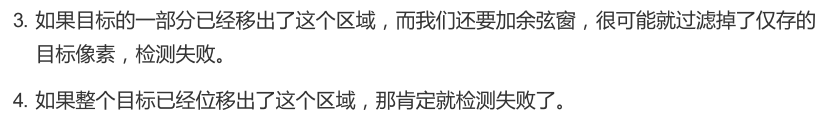 3. 如果目标的一部分已经移出了这个区域，而我们还要加余弦窗，很可能就过滤掉了仅存的
目标像素，检测失败。
4. 如果整个目标已经位移出了这个区域，那肯定就检测失败了。